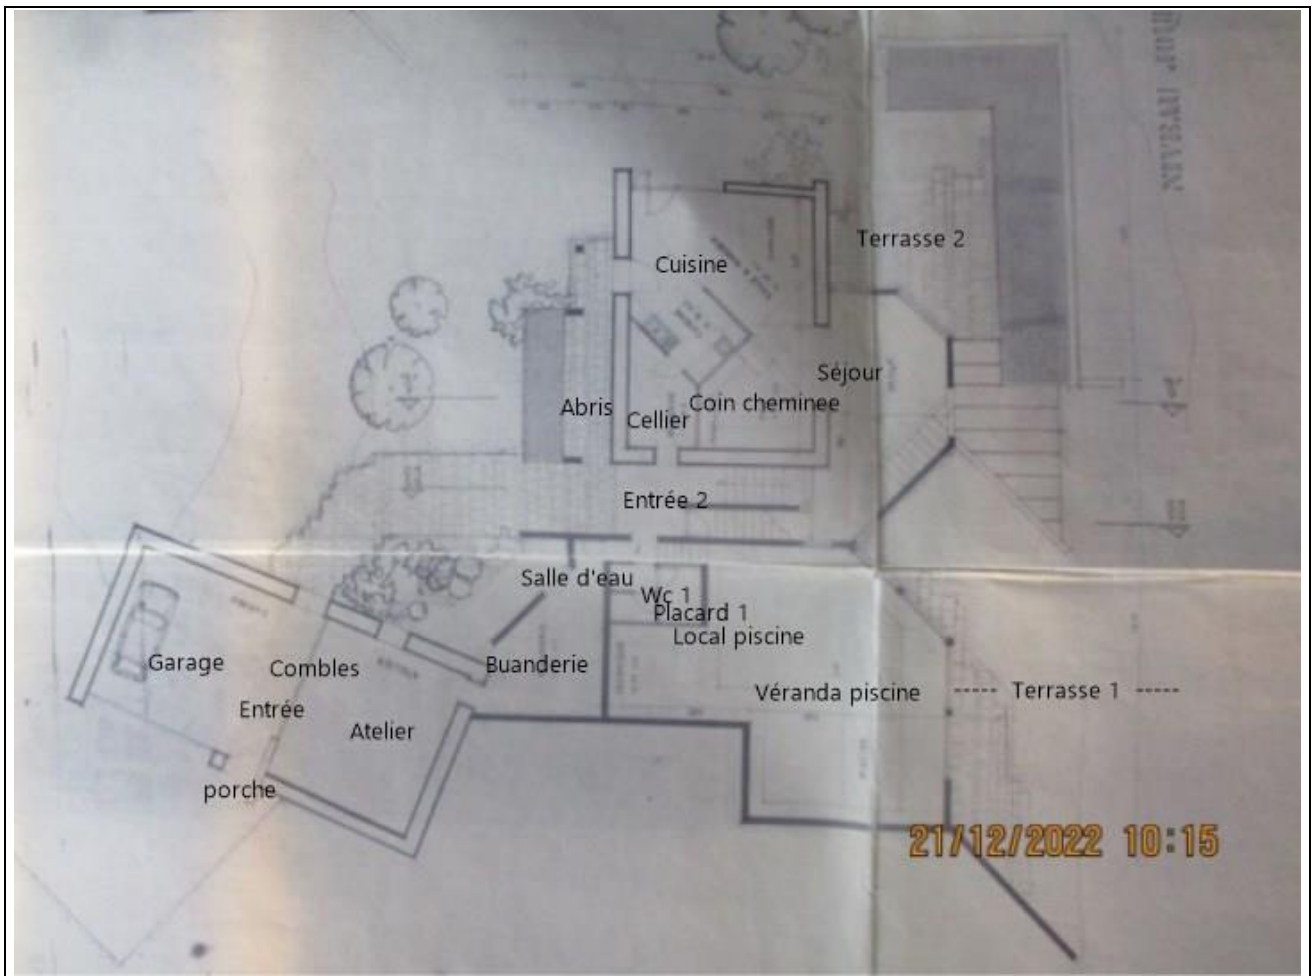 Terrasse 2
Cuisine
Séjour
Coin cheminee
Abris
Cellier
Entrée 2
Salle d'eau
Wc 1
Placard 1
Local piscine
Garage
Combles
Buanderie
Véranda piscine
----- Terrasse 1 -----
Entrée
Atelier
porche
21/12/2022 10:15